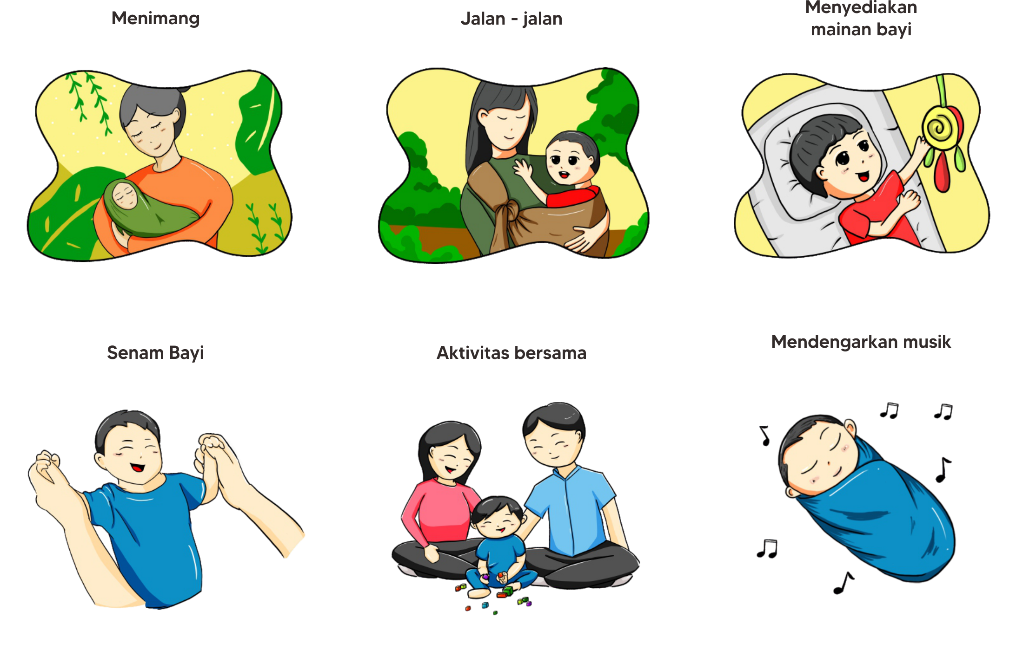 Menimang
Jalan - jalan
Menyediakan
mainan bayi
Senam Bayi
Aktivitas bersama
Mendengarkan musik